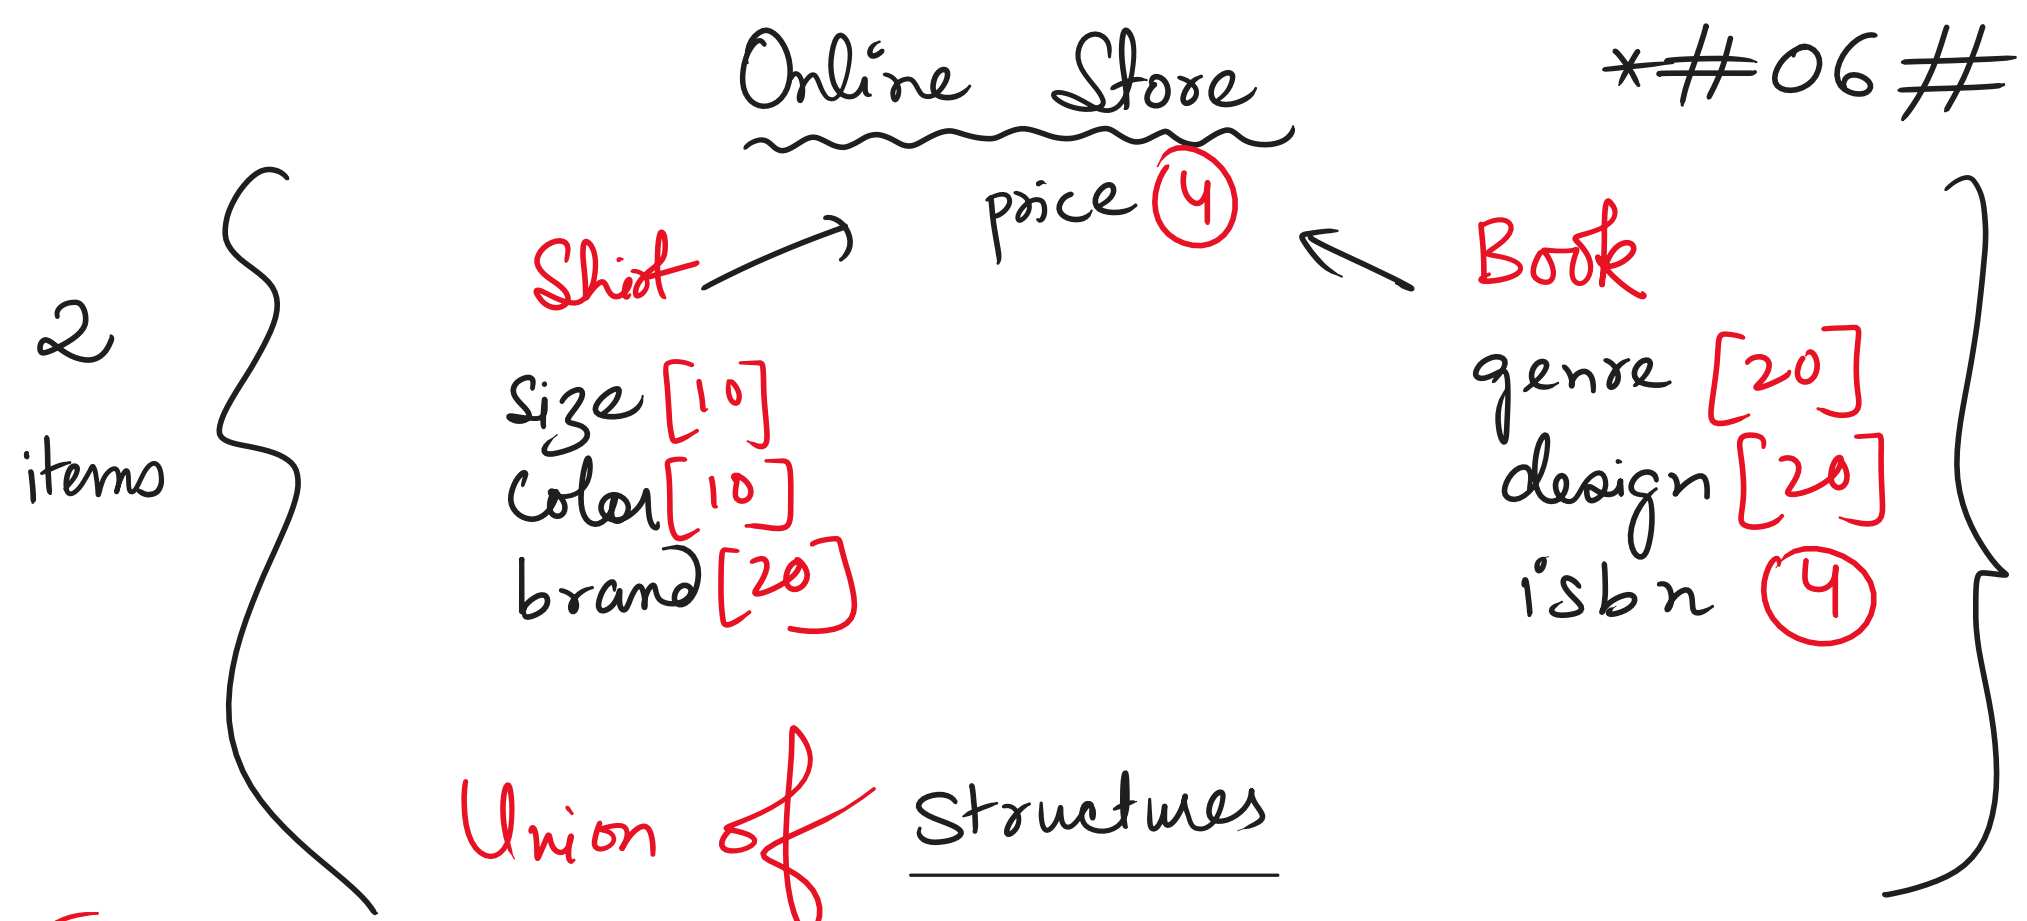 Online Store
*#06#
price 4
Shirt
Book
2
items
size [10]
color [10]
brand [20]
genre [20]
design [20]
isbn 4
Union of structures